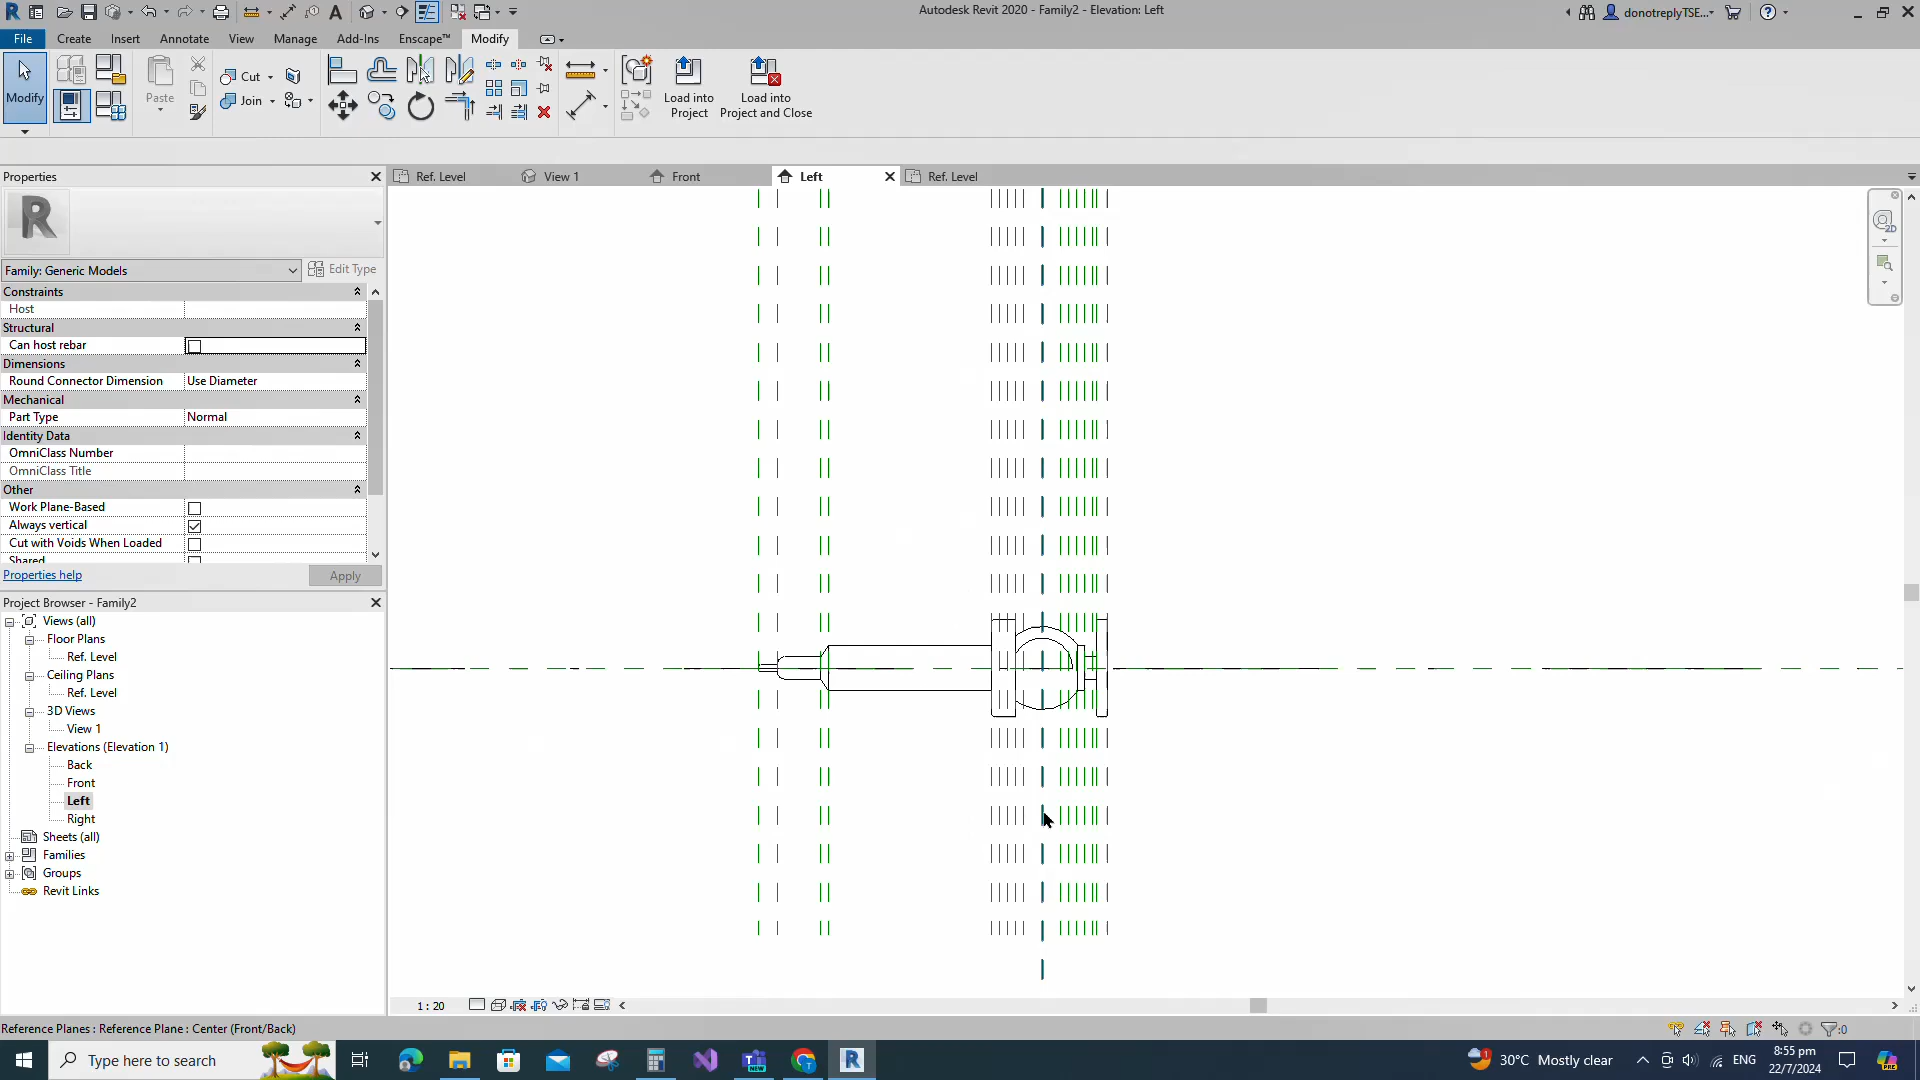 Autodesk Revit 2020 - Family2 - Elevation: Left
donotreplyTSE...
File
Create
Insert
Annotate
View
Manage
Add-Ins
Enscape™
Modify
Modify
Paste
Cut
Join
Load into
Project
Load into
Project and Close
Properties
Family: Generic Models
Edit Type
Constraints
Host
Structural
Can host rebar
Dimensions
Round Connector Dimension
Use Diameter
Mechanical
Part Type
Normal
Identity Data
OmniClass Number
OmniClass Title
Other
Work Plane-Based
Always vertical
Cut with Voids When Loaded
Shared
Properties help
Apply
Project Browser - Family2
Views (all)
Floor Plans
Ref. Level
Ceiling Plans
Ref. Level
3D Views
View 1
Elevations (Elevation 1)
Back
Front
Left
Right
Sheets (all)
Families
Groups
Revit Links
Ref. Level
View 1
Front
Left
Ref. Level
2D
1 : 20
Reference Planes : Reference Plane : Center (Front/Back)
:0
Type here to search
NEW
30°C Mostly clear
ENG
8:55 pm
22/7/2024
PRE